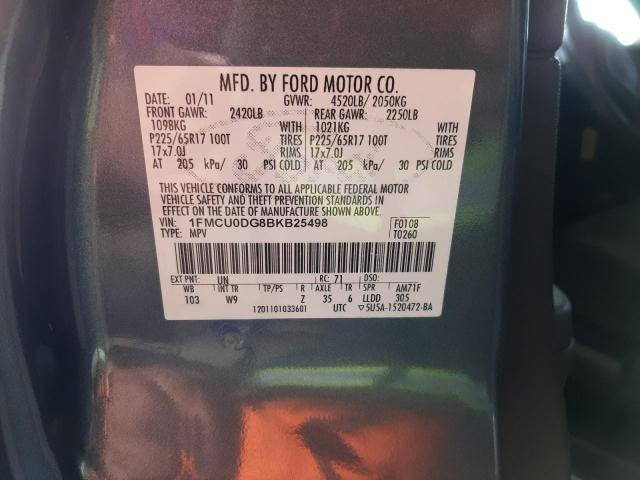 MFD. BY FORD MOTOR CO.
DATE: 01/11 GVWR: 4520LB/ 2050KG
FRONT GAWR: 2420LB REAR GAWR: 2250LB
1098KG WITH 1021KG WITH
P225/65R17 100T TIRES P225/65R17 100T TIRES
17x7.0J RIMS 17x7.0J RIMS
AT 205 kPa/ 30 PSI COLD AT 205 kPa/ 30 PSI COLD
THIS VEHICLE CONFORMS TO ALL APPLICABLE FEDERAL MOTOR
VEHICLE SAFETY AND THEFT PREVENTION STANDARDS IN
EFFECT ON THE DATE OF MANUFACTURE SHOWN ABOVE.
VIN: 1FMCU0DG8BKB25498 F0108
TYPE: MPV T0260
EXT PNT: UN RC: 71 DSO:
WB INT TR TP/PS R AXLE TR SPR AM71F
103 W9 Z 35 6 LLDD 305
1201101033601 UTC 5U5A-1520472-BA